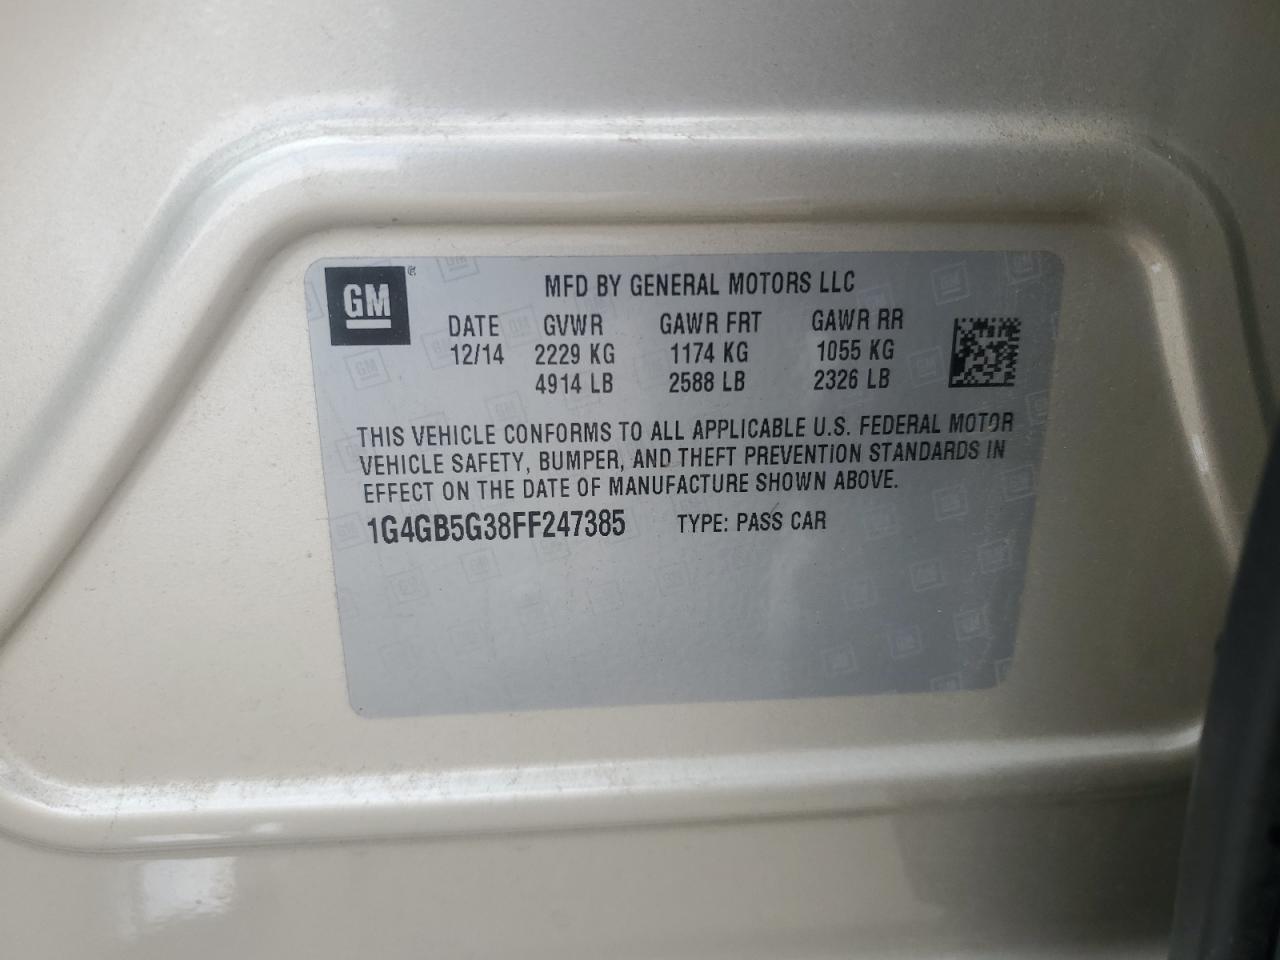 GM
MFD BY GENERAL MOTORS LLC
DATE GVWR GAWR FRT GAWR RR
12/14 2229 KG 1174 KG 1055 KG
4914 LB 2588 LB 2326 LB
THIS VEHICLE CONFORMS TO ALL APPLICABLE U.S. FEDERAL MOTOR
VEHICLE SAFETY, BUMPER, AND THEFT PREVENTION STANDARDS IN
EFFECT ON THE DATE OF MANUFACTURE SHOWN ABOVE.
1G4GB5G38FF247385 TYPE: PASS CAR